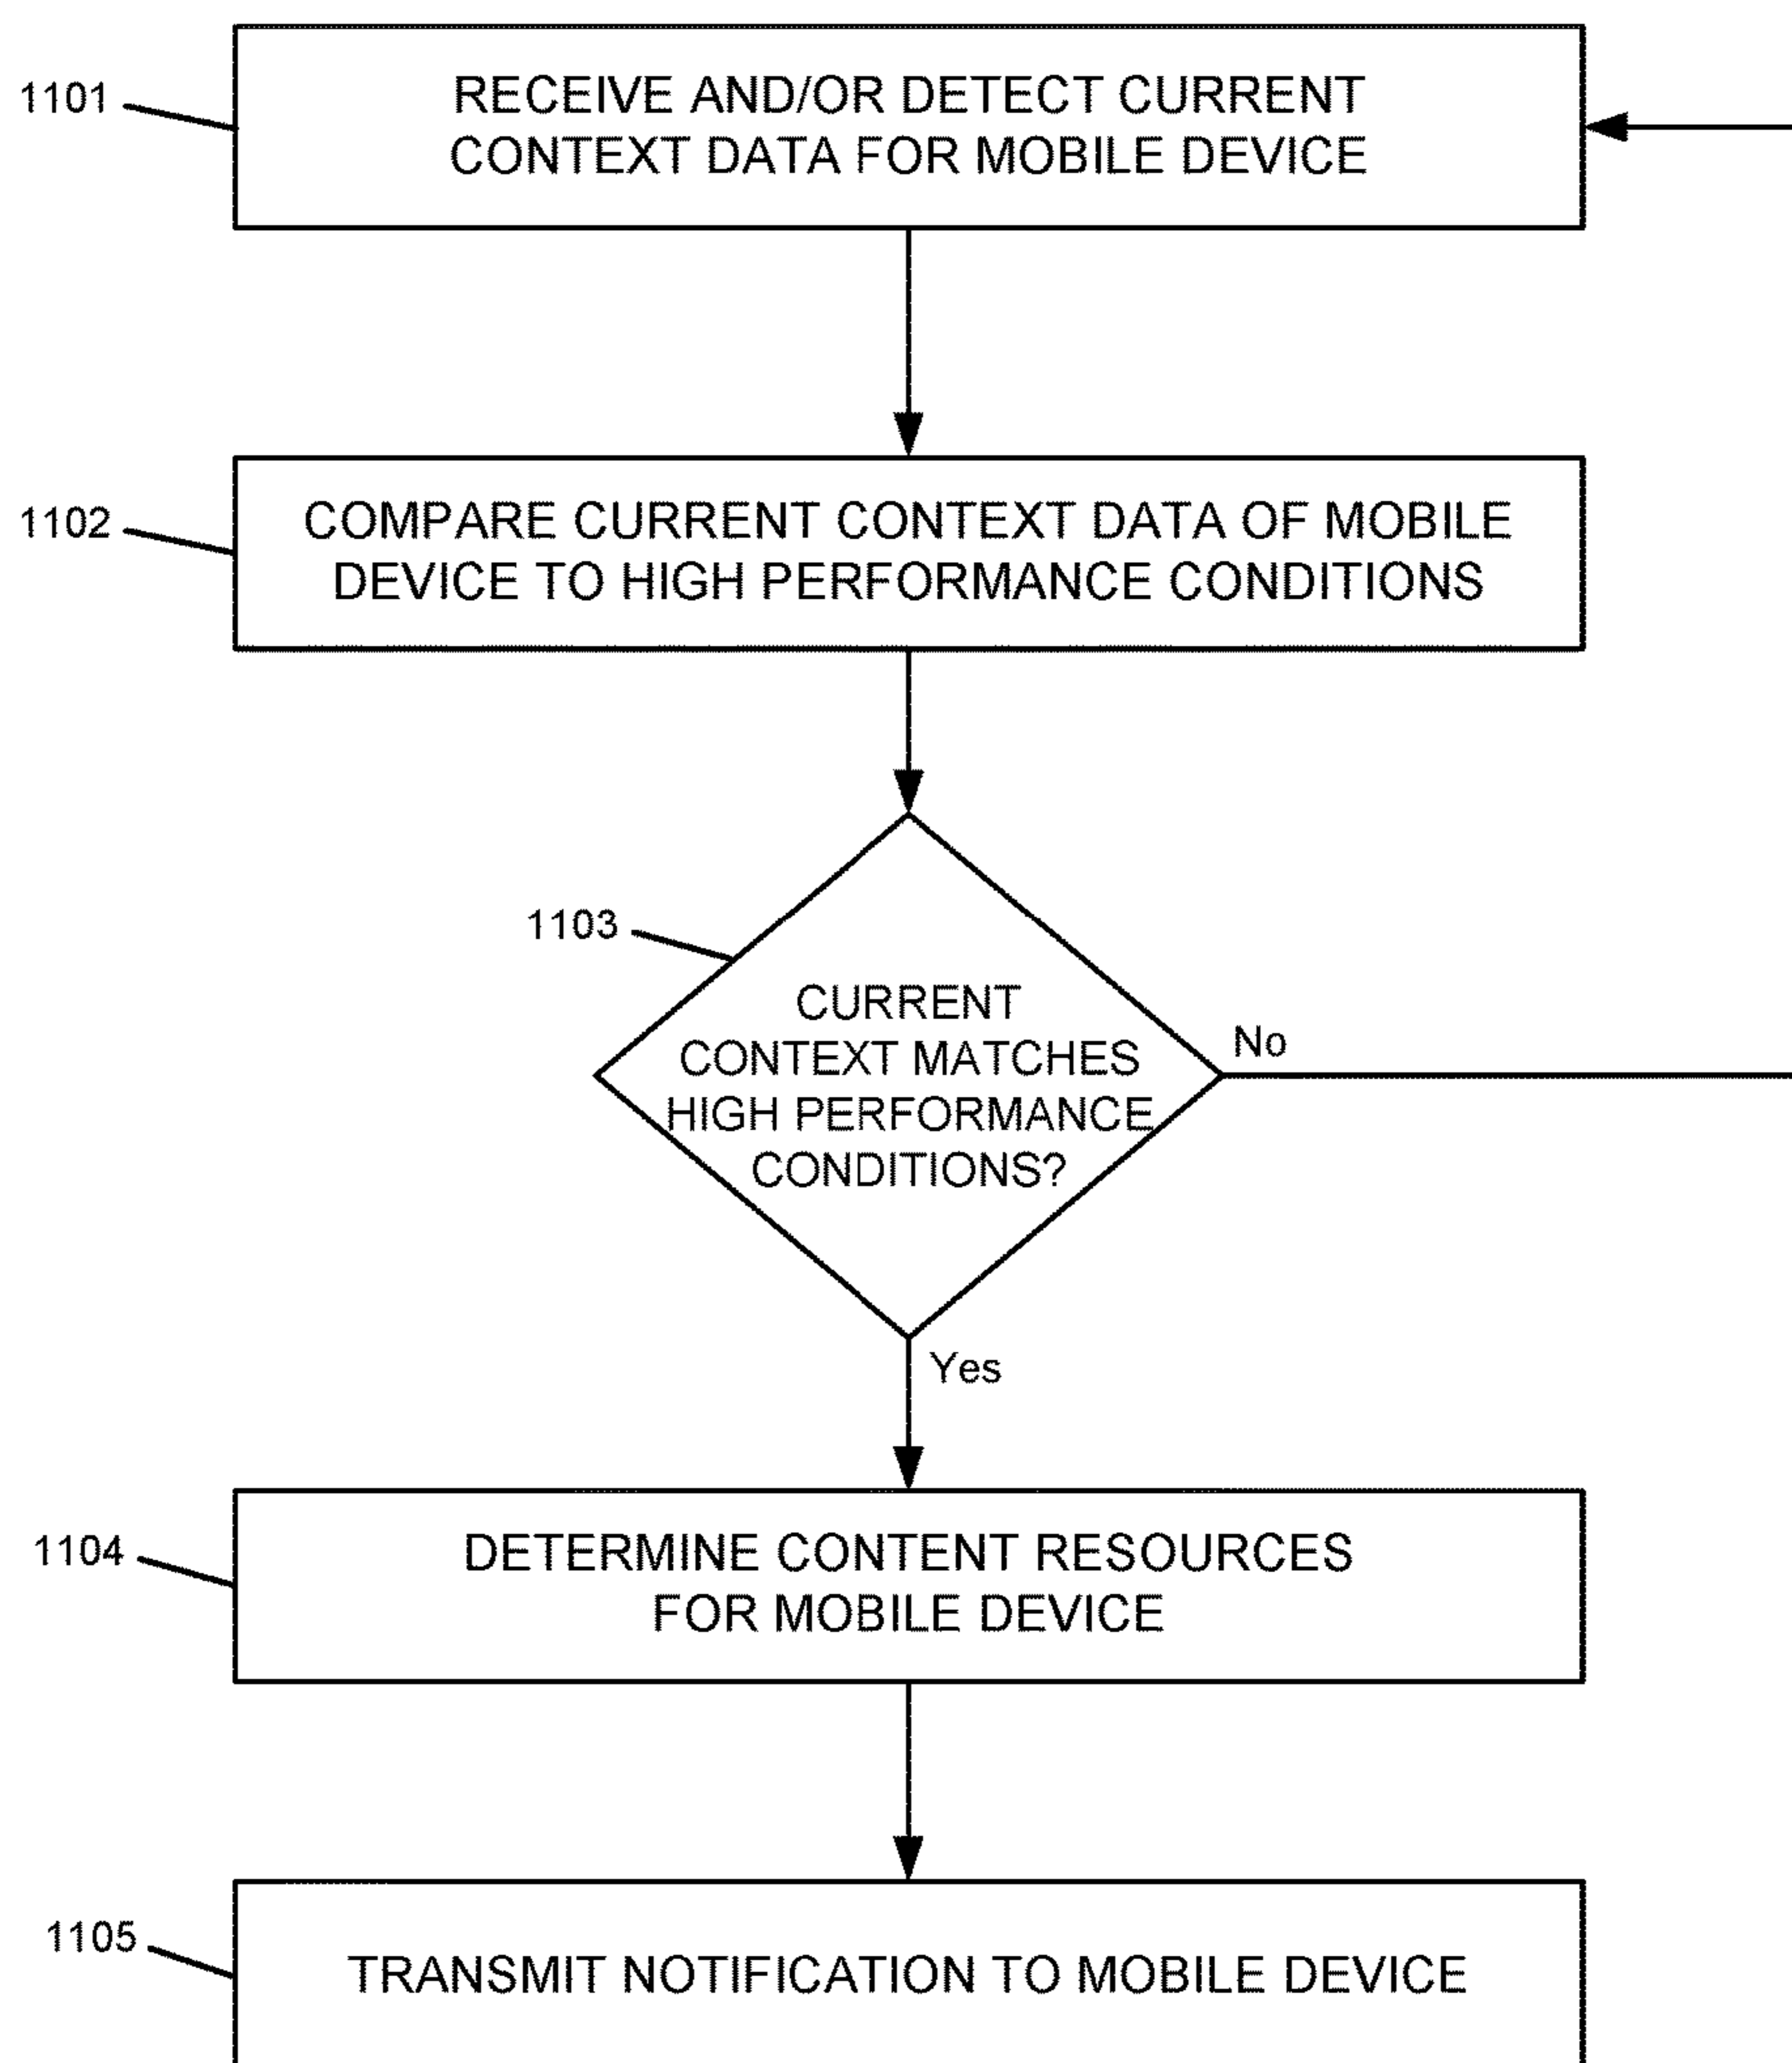 1101
RECEIVE AND/OR DETECT CURRENT
CONTEXT DATA FOR MOBILE DEVICE
1102
COMPARE CURRENT CONTEXT DATA OF MOBILE
DEVICE TO HIGH PERFORMANCE CONDITIONS
1103
CURRENT
CONTEXT MATCHES
HIGH PERFORMANCE
CONDITIONS?
No
Yes
1104
DETERMINE CONTENT RESOURCES
FOR MOBILE DEVICE
1105
TRANSMIT NOTIFICATION TO MOBILE DEVICE